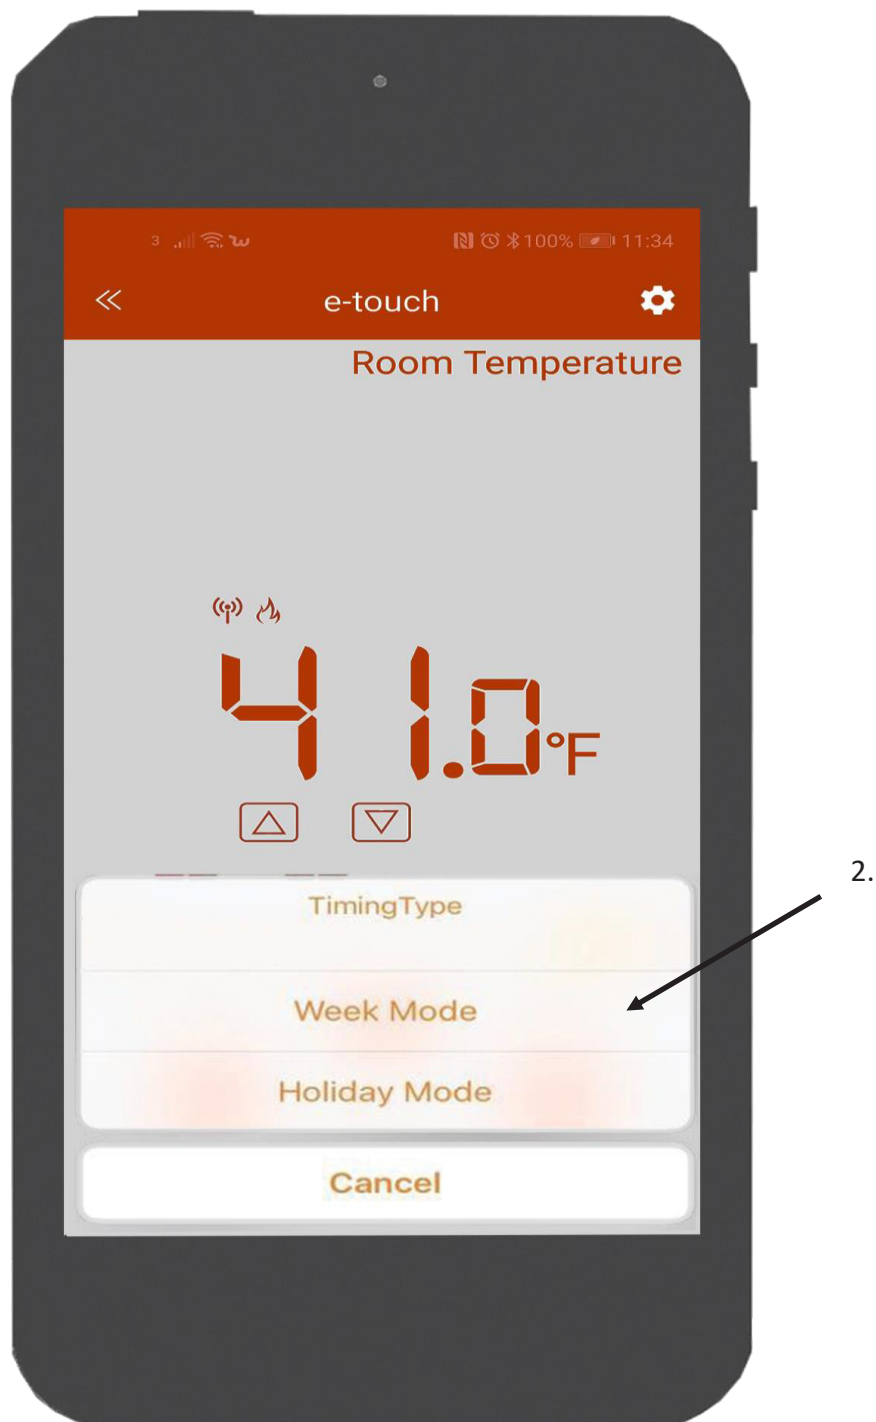 3 100% 11:34
e-touch
Room Temperature
41.0°F
2.
TimingType
Week Mode
Holiday Mode
Cancel